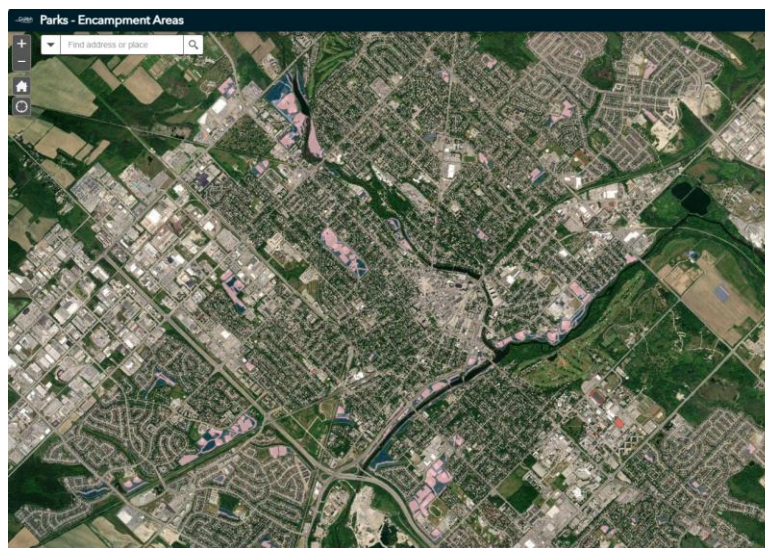 Parks - Encampment Areas
+
Find address or place
−